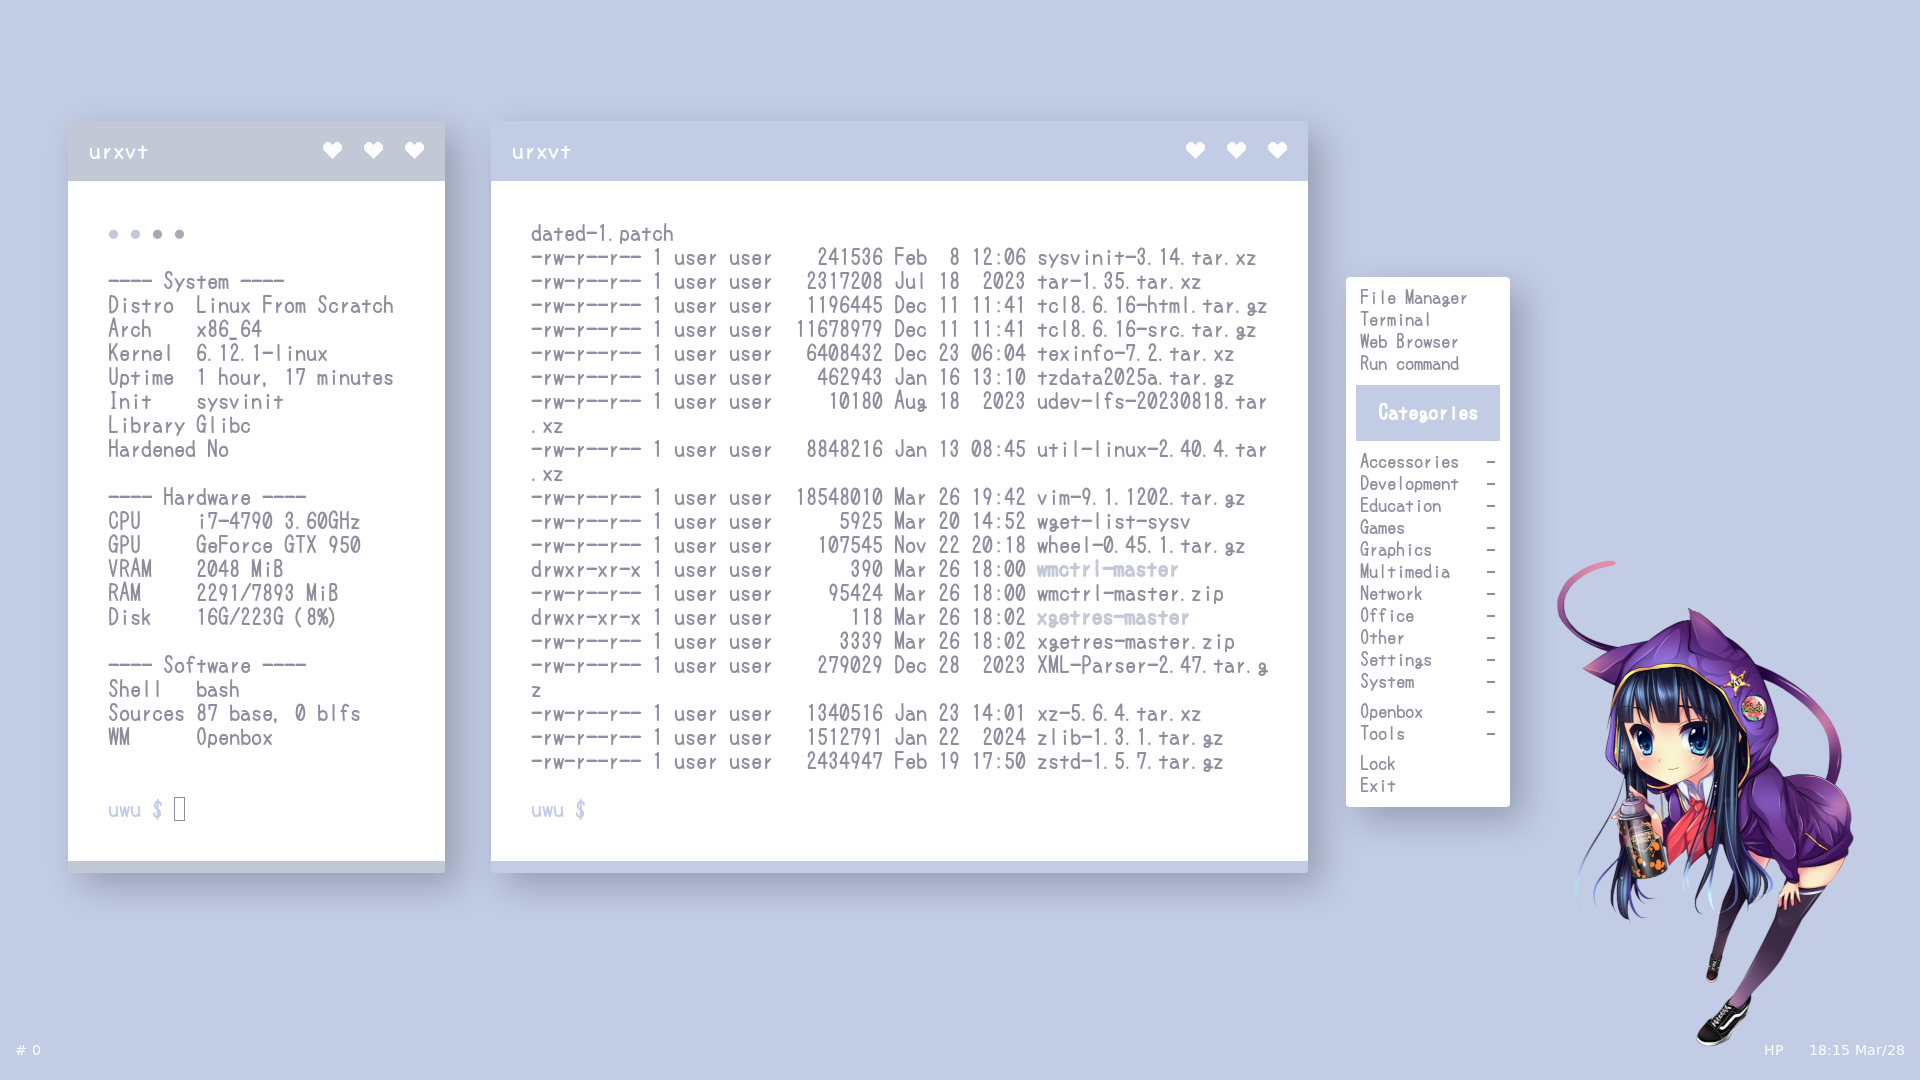 urxvt
---- System ----
Distro  Linux From Scratch
Arch    x86_64
Kernel  6.12.1-linux
Uptime  1 hour, 17 minutes
Init    sysvinit
Library Glibc
Hardened No
---- Hardware ----
CPU     i7-4790 3.60GHz
GPU     GeForce GTX 950
VRAM    2048 MiB
RAM     2291/7893 MiB
Disk    16G/223G (8%)
---- Software ----
Shell   bash
Sources 87 base, 0 blfs
WM      Openbox
uwu $
urxvt
dated-1.patch
-rw-r--r-- 1 user user    241536 Feb  8 12:06 sysvinit-3.14.tar.xz
-rw-r--r-- 1 user user   2317208 Jul 18  2023 tar-1.35.tar.xz
-rw-r--r-- 1 user user   1196445 Dec 11 11:41 tcl8.6.16-html.tar.gz
-rw-r--r-- 1 user user  11678979 Dec 11 11:41 tcl8.6.16-src.tar.gz
-rw-r--r-- 1 user user   6408432 Dec 23 06:04 texinfo-7.2.tar.xz
-rw-r--r-- 1 user user    462943 Jan 16 13:10 tzdata2025a.tar.gz
-rw-r--r-- 1 user user     10180 Aug 18  2023 udev-lfs-20230818.tar
.xz
-rw-r--r-- 1 user user   8848216 Jan 13 08:45 util-linux-2.40.4.tar
.xz
-rw-r--r-- 1 user user  18548010 Mar 26 19:42 vim-9.1.1202.tar.gz
-rw-r--r-- 1 user user      5925 Mar 20 14:52 wget-list-sysv
-rw-r--r-- 1 user user    107545 Nov 22 20:18 wheel-0.45.1.tar.gz
drwxr-xr-x 1 user user       390 Mar 26 18:00 wmctrl-master
-rw-r--r-- 1 user user     95424 Mar 26 18:00 wmctrl-master.zip
drwxr-xr-x 1 user user       118 Mar 26 18:02 xgetres-master
-rw-r--r-- 1 user user      3339 Mar 26 18:02 xgetres-master.zip
-rw-r--r-- 1 user user    279029 Dec 28  2023 XML-Parser-2.47.tar.g
z
-rw-r--r-- 1 user user   1340516 Jan 23 14:01 xz-5.6.4.tar.xz
-rw-r--r-- 1 user user   1512791 Jan 22  2024 zlib-1.3.1.tar.gz
-rw-r--r-- 1 user user   2434947 Feb 19 17:50 zstd-1.5.7.tar.gz
uwu $
File Manager
Terminal
Web Browser
Run command
Categories
Accessories -
Development -
Education -
Games -
Graphics -
Multimedia -
Network -
Office -
Other -
Settings -
System -
Openbox -
Tools -
Lock
Exit
# 0
HP 18:15 Mar/28